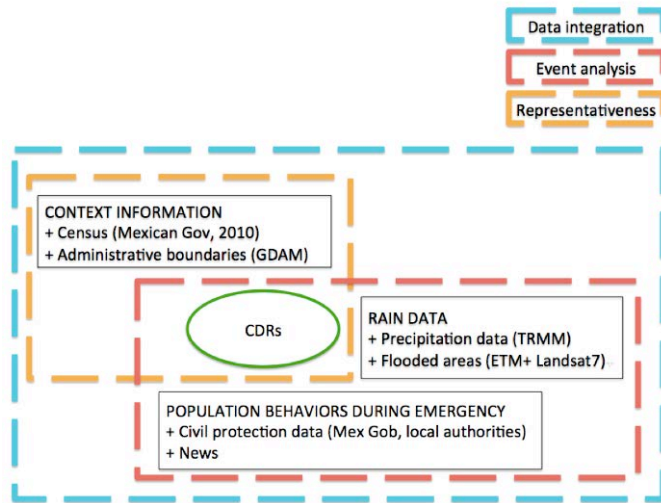 Data integration
Event analysis
Representativeness
CONTEXT INFORMATION
+ Census (Mexican Gov, 2010)
+ Administrative boundaries (GDAM)
CDRs
RAIN DATA
+ Precipitation data (TRMM)
+ Flooded areas (ETM+ Landsat7)
POPULATION BEHAVIORS DURING EMERGENCY
+ Civil protection data (Mex Gob, local authorities)
+ News